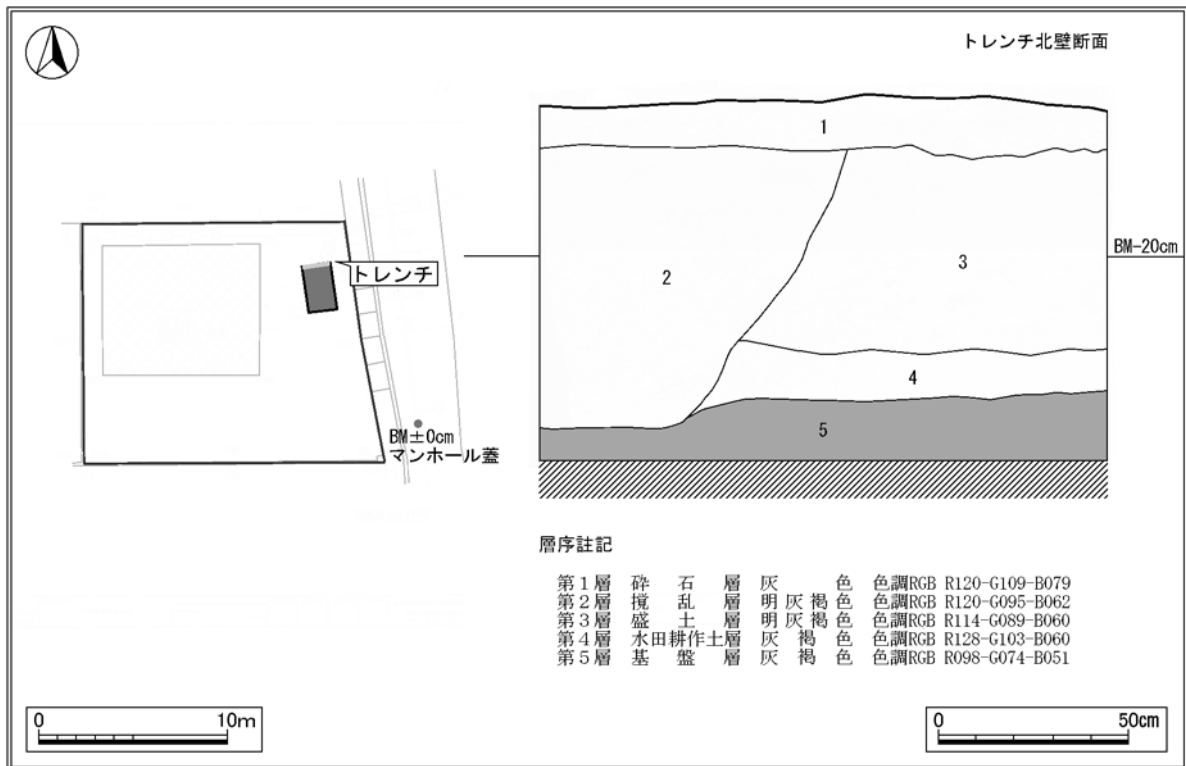 トレンチ北壁断面
1
2
3
4
5
BM-20cm
トレンチ
BM±0cm
マンホール蓋
層序註記
第1層 砕石層 灰色 色調RGB R120-G109-B079
第2層 撹乱層 明灰褐色 色調RGB R120-G095-B062
第3層 盛土層 明灰褐色 色調RGB R114-G089-B060
第4層 水田耕作土層 灰褐色 色調RGB R128-G103-B060
第5層 基盤層 灰褐色 色調RGB R098-G074-B051
0 10m
0 50cm